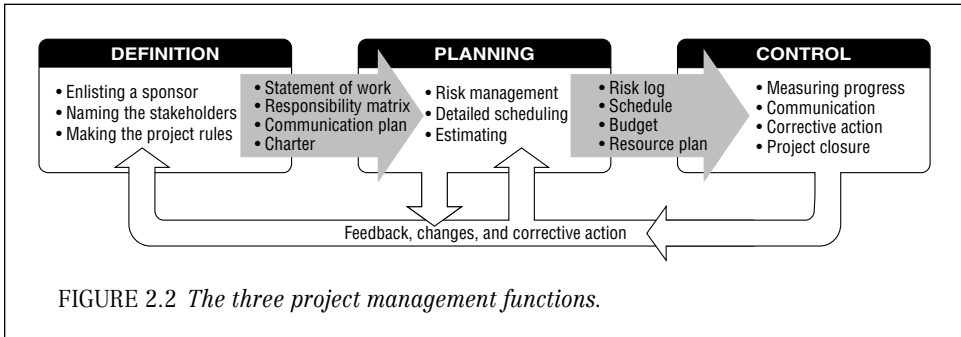 DEFINITION
• Enlisting a sponsor
• Naming the stakeholders
• Making the project rules
• Statement of work
• Responsibility matrix
• Communication plan
• Charter
PLANNING
• Risk management
• Detailed scheduling
• Estimating
• Risk log
• Schedule
• Budget
• Resource plan
CONTROL
• Measuring progress
• Communication
• Corrective action
• Project closure
Feedback, changes, and corrective action
FIGURE 2.2 The three project management functions.